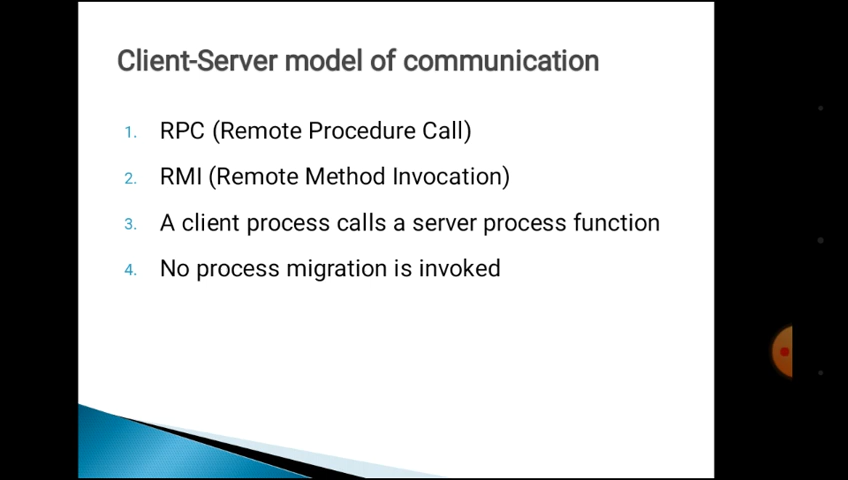 Client-Server model of communication
1. RPC (Remote Procedure Call)
2. RMI (Remote Method Invocation)
3. A client process calls a server process function
4. No process migration is invoked